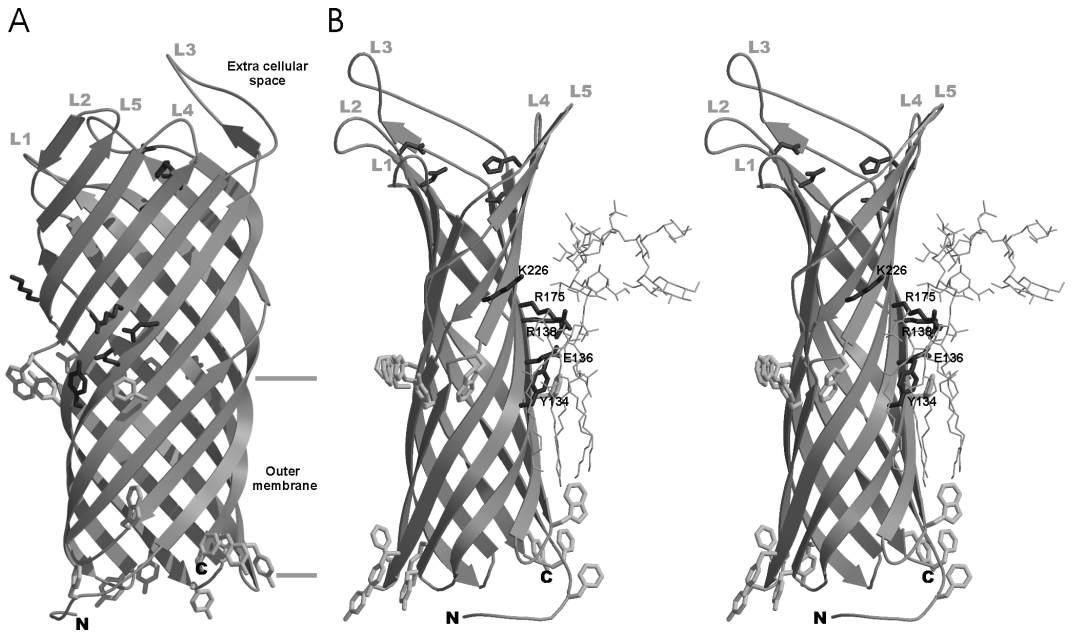 A
B
L3
Extra cellular
space
L2
L5
L4
L1
Outer
membrane
C
N
L3
L2
L1
L4
L5
K226
R175
R138
E136
Y134
C
N
L3
L2
L1
L4
L5
K226
R175
R138
E136
Y134
C
N